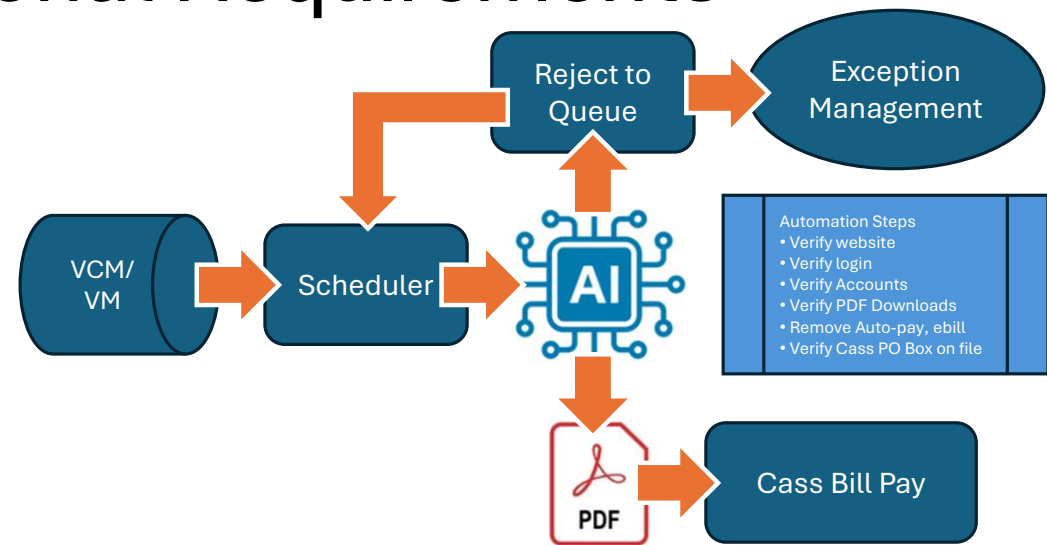 Requirements
Reject to
Queue
Exception
Management
VCM/
VM
Scheduler
AI
Automation Steps
• Verify website
• Verify login
• Verify Accounts
• Verify PDF Downloads
• Remove Auto-pay, ebill
• Verify Cass PO Box on file
PDF
Cass Bill Pay